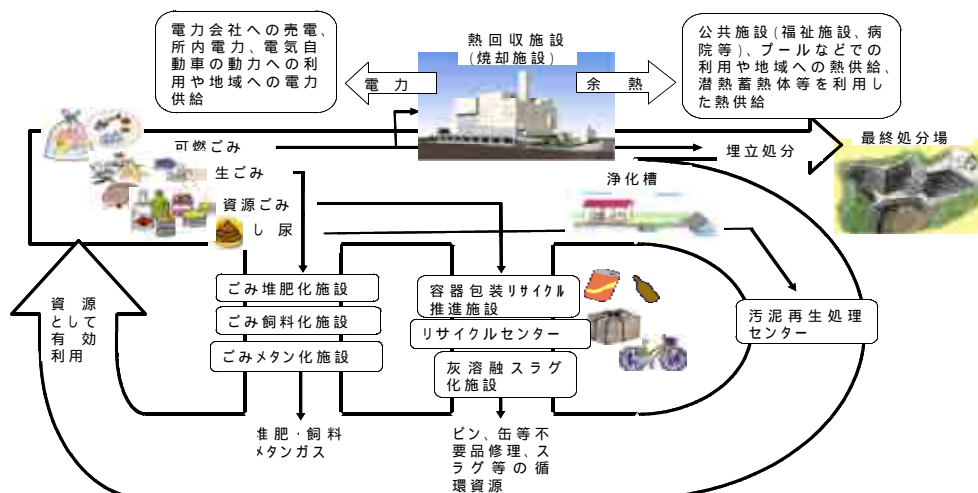 電力会社への売電、
所内電力、電気自
動車の動力への利
用や地域への電力
供給
熱回収施設
(焼却施設)
公共施設(福祉施設、病
院等)、プールなどでの
利用や地域への熱供給、
潜熱蓄熱体等を利用し
た熱供給
電力
余熱
可燃ごみ
埋立処分
最終処分場
生ごみ
浄化槽
資源ごみ
し尿
ごみ堆肥化施設
ごみ飼料化施設
ごみメタン化施設
容器包装リサイクル
推進施設
リサイクルセンター
灰溶融スラグ
化施設
汚泥再生処理
センター
資源
として
有効
利用
堆肥・飼料
メタンガス
ビン、缶等不
要品修理、ス
ラグ等の循
環資源